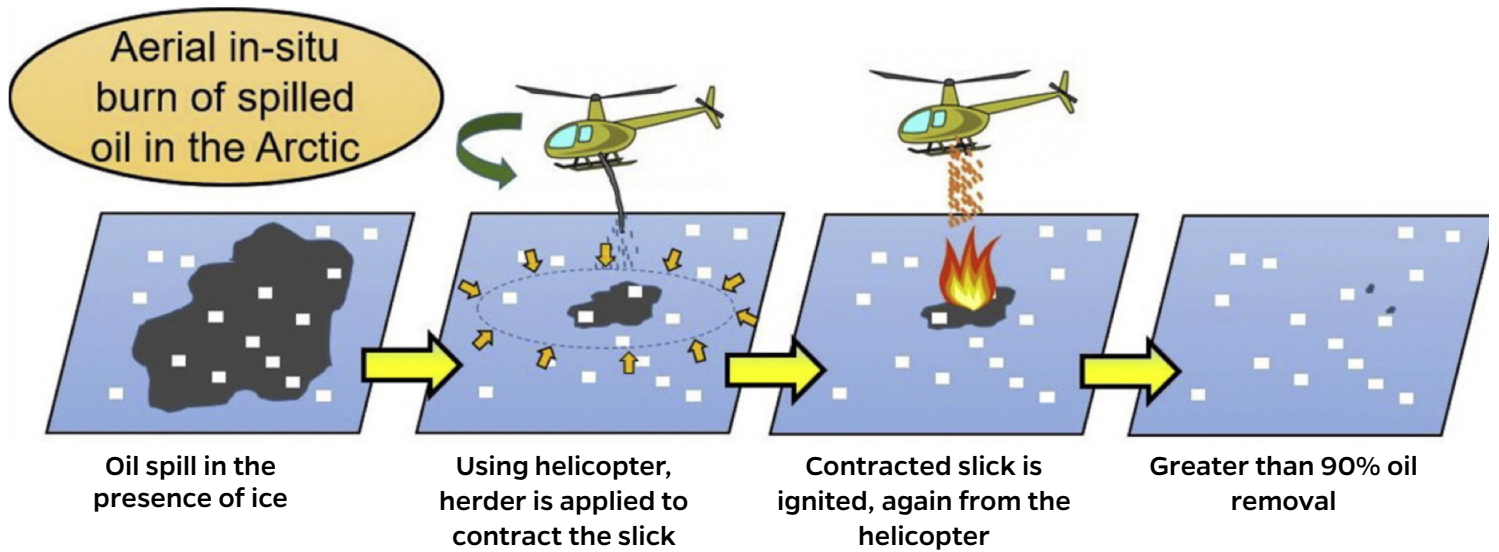 Aerial in-situ
burn of spilled
oil in the Arctic
Oil spill in the
presence of ice
Using helicopter,
herder is applied to
contract the slick
Contracted slick is
ignited, again from the
helicopter
Greater than 90% oil
removal